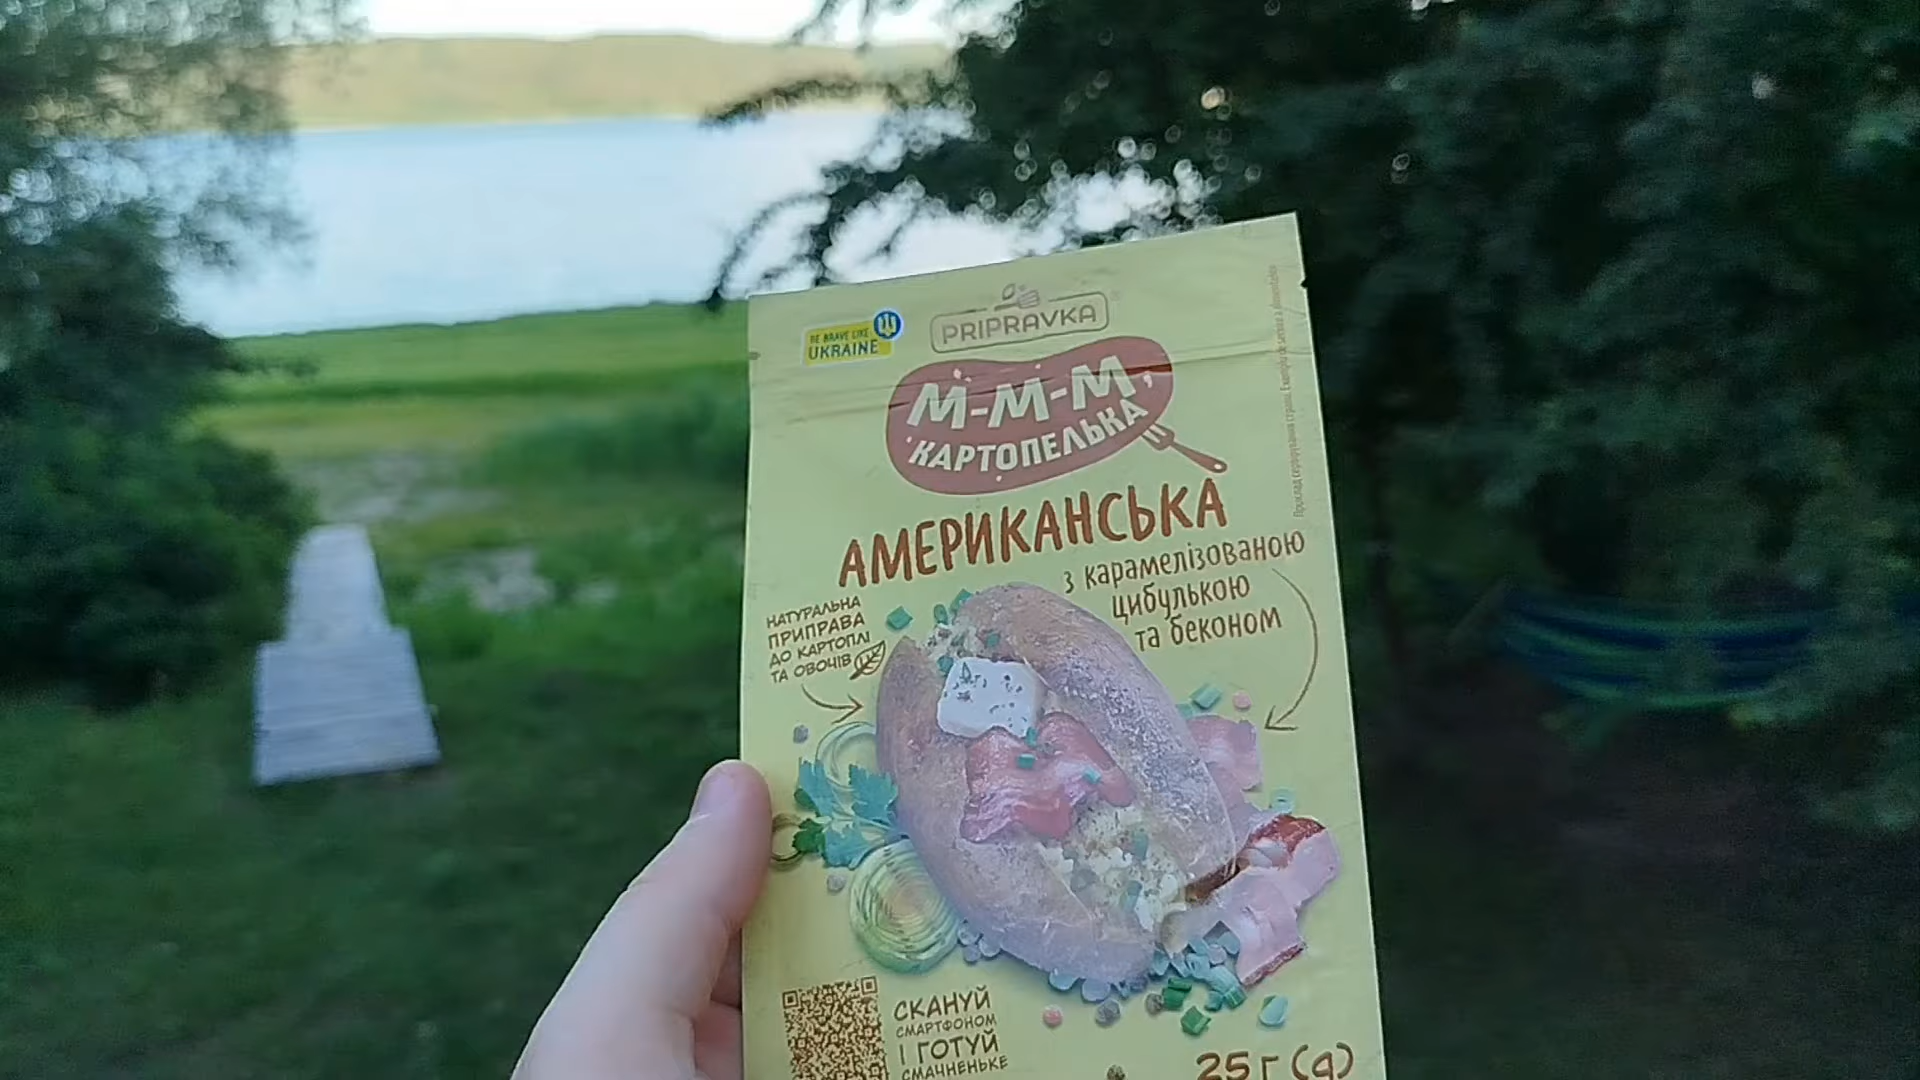 BE BRAVE LIKE
UKRAINE
PRIPRAVKA
М-М-М,
КАРТОПЕЛЬКА
АМЕРИКАНСЬКА
з карамелізованою
цибулькою
та беконом
НАТУРАЛЬНА
ПРИПРАВА
ДО КАРТОПЛІ
ТА ОВОЧІВ
СКАНУЙ
СМАРТФОНОМ
І ГОТУЙ
СМАЧНЕНЬКЕ
25 г (g)